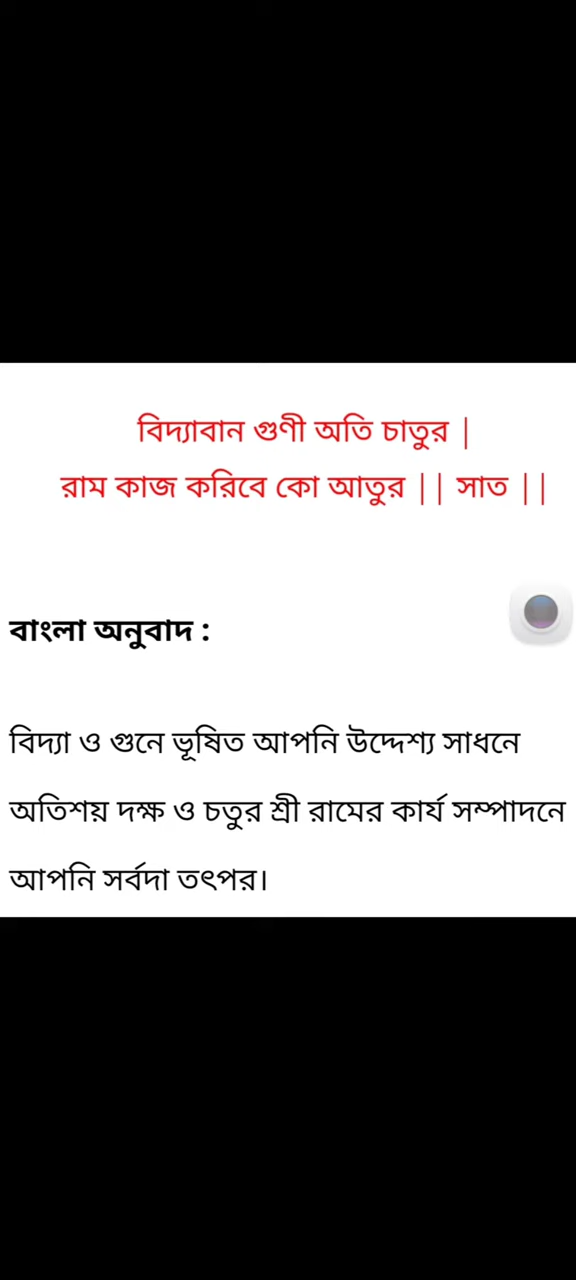 বিদ্যাবান গুণী অতি চাতুর |
রাম কাজ করিবে কো আতুর || সাত ||
বাংলা অনুবাদ :
বিদ্যা ও গুনে ভূষিত আপনি উদ্দেশ্য সাধনে
অতিশয় দক্ষ ও চতুর শ্রী রামের কার্য সম্পাদনে
আপনি সর্বদা তৎপর।